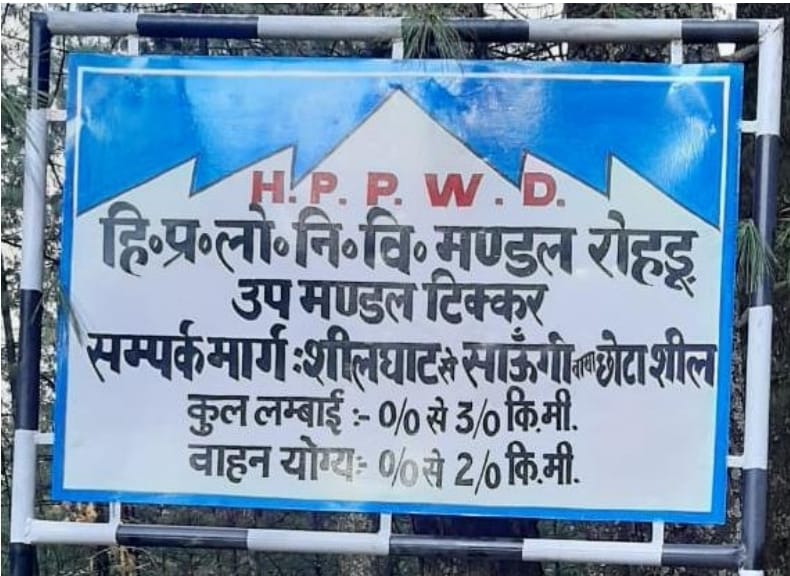 H. P. P. W. D.
हि॰प्र॰लो॰नि॰वि॰ मण्डल रोहडू
उप मण्डल टिक्कर
सम्पर्क मार्ग :शीलघाट से साऊँगी वाया छोटा शील
कुल लम्बाई :- 0/0 से 3/0 कि.मी.
वाहन योग्य:- 0/0 से 2/0 कि.मी.